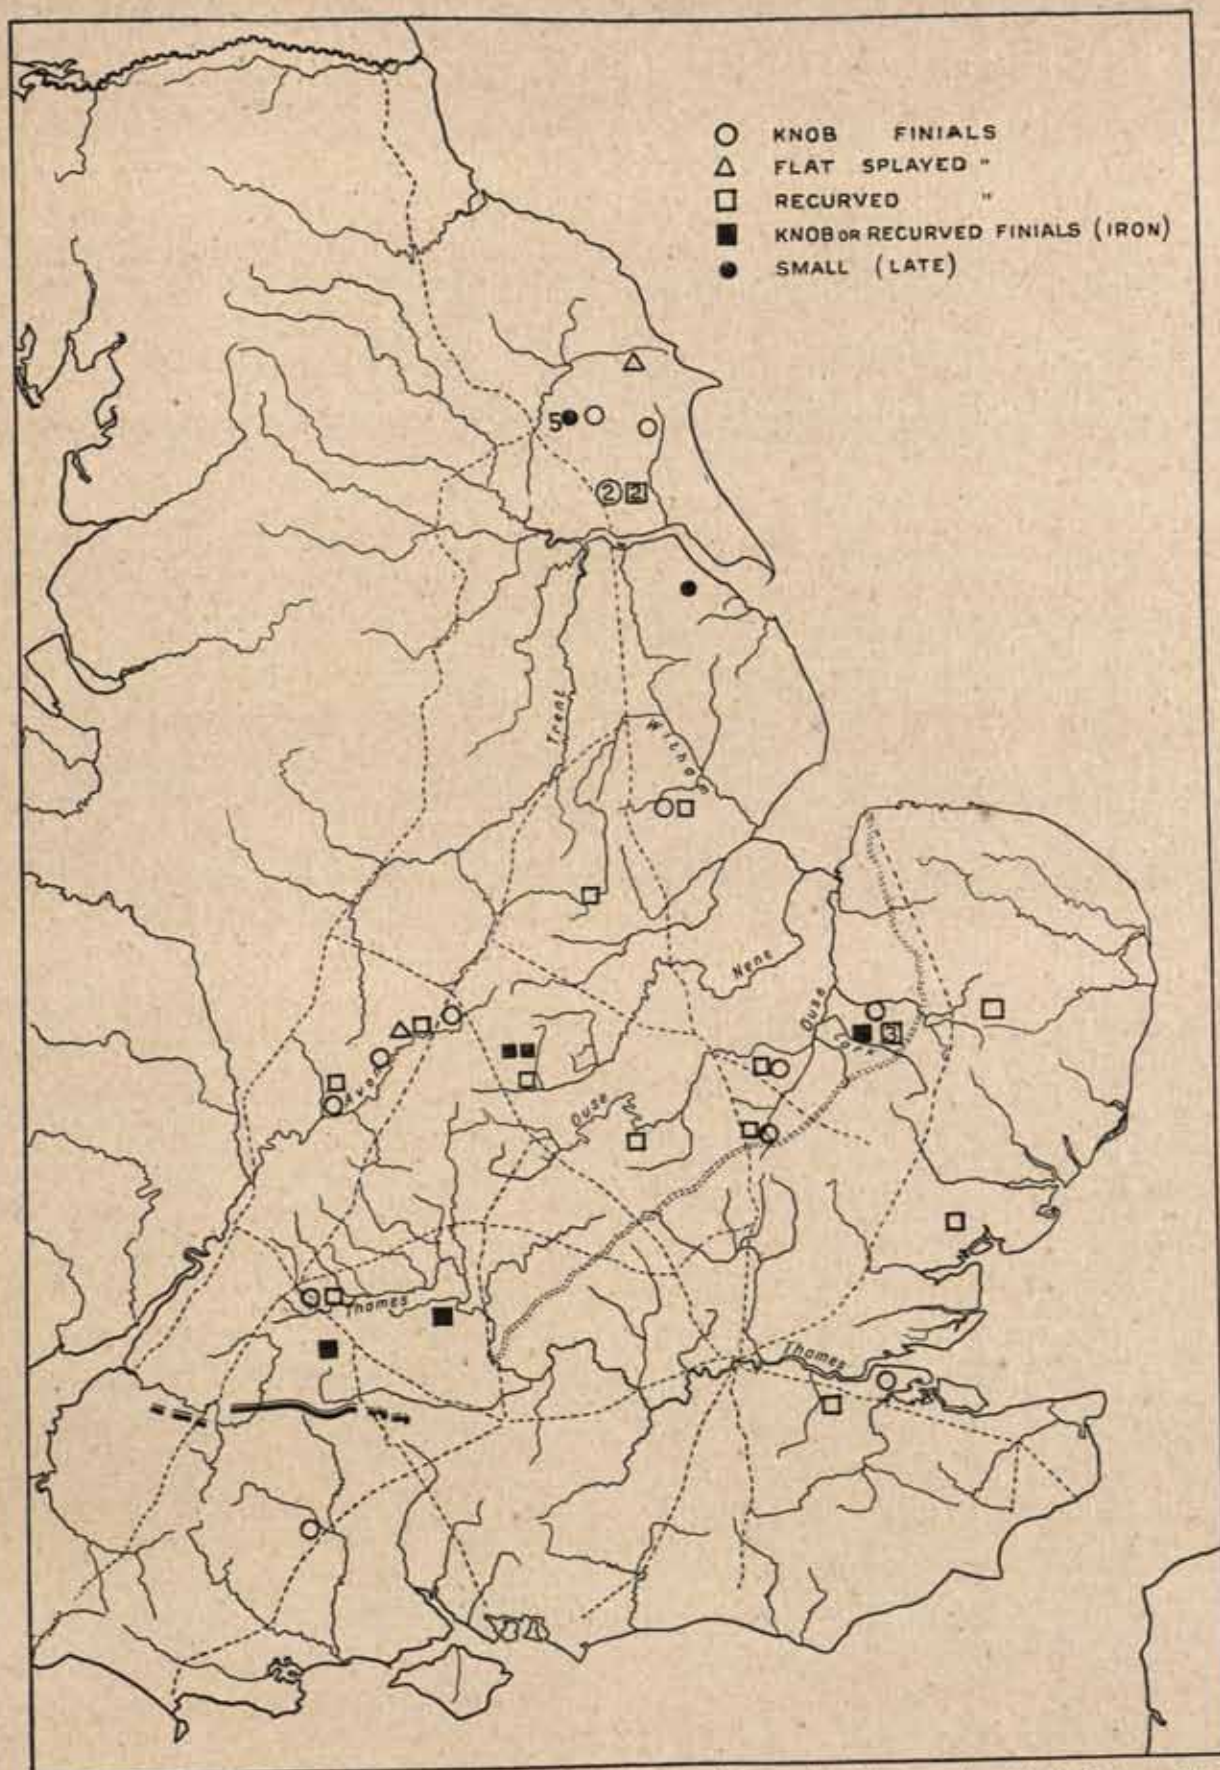 KNOB FINIALS
FLAT SPLAYED "
RECURVED "
KNOB OR RECURVED FINIALS (IRON)
SMALL (LATE)
5
2 2
Trent
Witham
Nene
Ouse
3
Avon
Ouse
Thames
Thames